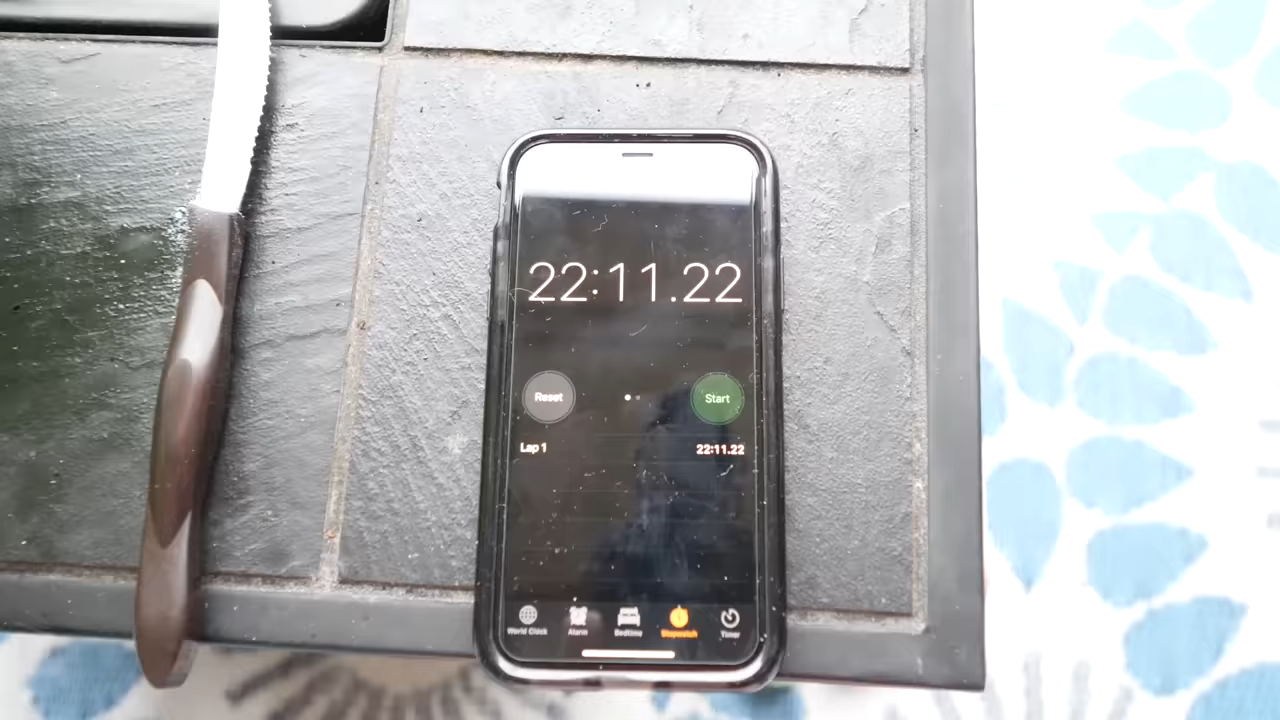 22:11.22
Reset Start
Lap 1 22:11.22
World Clock Alarm Bedtime Stopwatch Timer